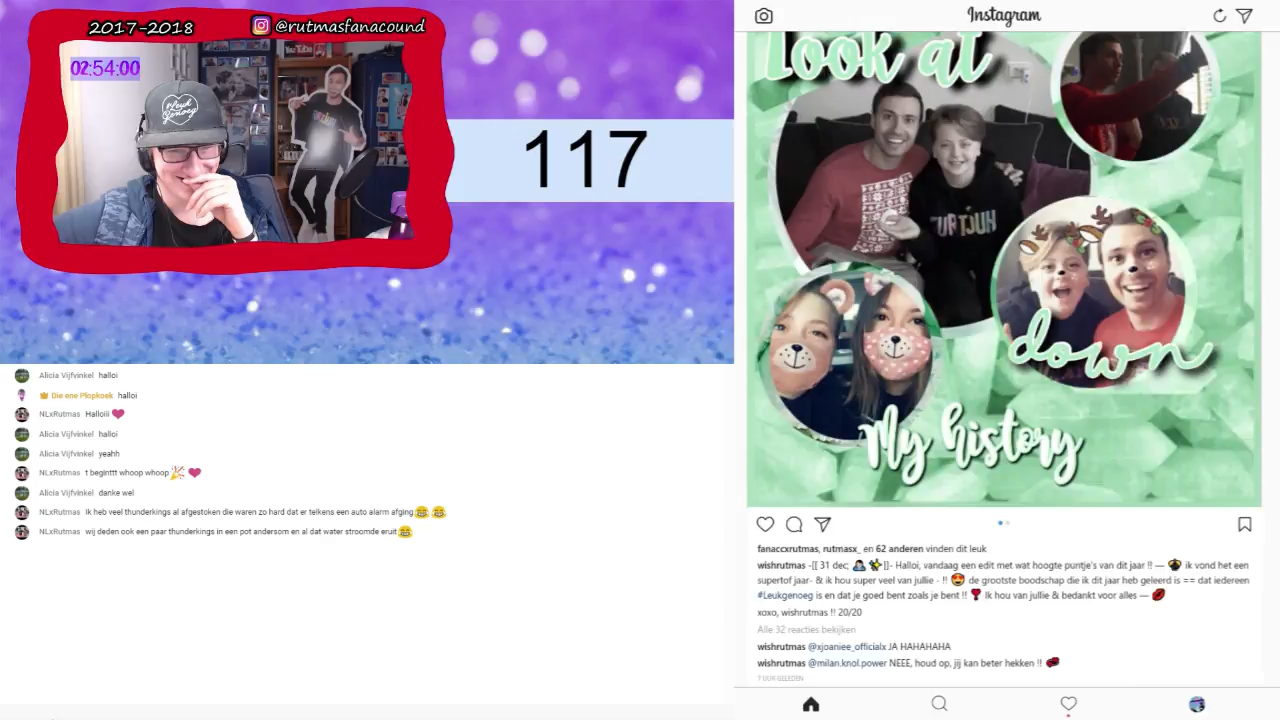 2017-2018
@rutmasfanacound
02:54:00
#Leuk
Genoeg
117
Alicia Vijfvinkel halloi
Die ene Plopkoek halloi
NLxRutmas Halloiii
Alicia Vijfvinkel halloi
Alicia Vijfvinkel yeahh
NLxRutmas t beginttt whoop whoop
Alicia Vijfvinkel danke wel
NLxRutmas Ik heb veel thunderkings al afgestoken die waren zo hard dat er telkens een auto alarm afging
NLxRutmas wij deden ook een paar thunderkings in een pot andersom en al dat water stroomde eruit
Instagram
Look at
down
My history
fanaccxrutmas, rutmasx_ en 62 anderen vinden dit leuk
wishrutmas -[[ 31 dec; ]]- Halloi, vandaag een edit met wat hoogte puntje's van dit jaar !! — ik vond het een
supertof jaar- & ik hou super veel van jullie - !! de grootste boodschap die ik dit jaar heb geleerd is == dat iedereen
#Leukgenoeg is en dat je goed bent zoals je bent !! Ik hou van jullie & bedankt voor alles —
xoxo, wishrutmas !! 20/20
Alle 32 reacties bekijken
wishrutmas @xjoaniee_officialx JA HAHAHAHA
wishrutmas @milan.knol.power NEEE, houd op, jij kan beter hekken !!
7 UUR GELEDEN